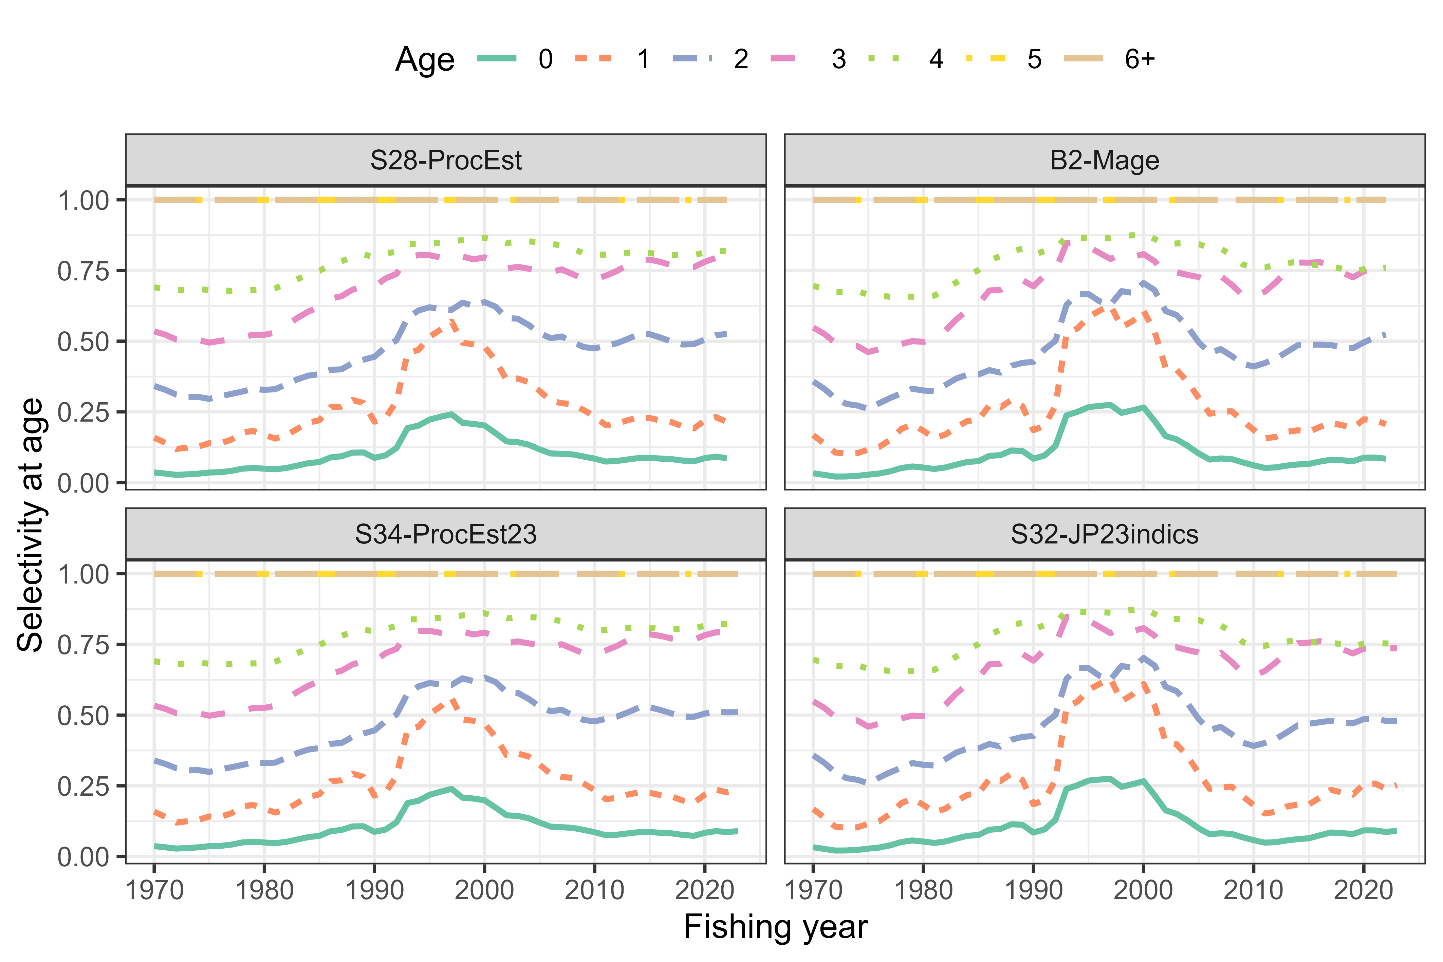 Age 0 1 2 3 4 5 6+
S28-ProcEst B2-Mage
1.00
0.75
0.50
0.25
0.00
S34-ProcEst23 S32-JP23indics
1.00
0.75
0.50
0.25
0.00
1970 1980 1990 2000 2010 2020 1970 1980 1990 2000 2010 2020
Fishing year
Selectivity at age